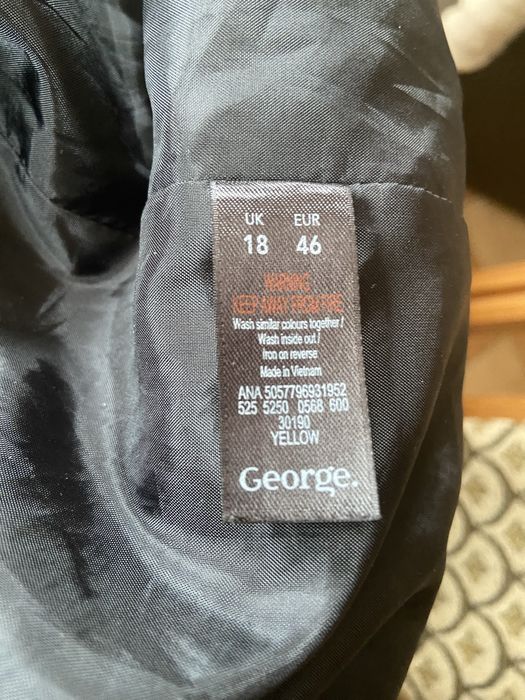 UK EUR
18 46
WARNING
KEEP AWAY FROM FIRE
Wash similar colours together/
Wash inside out/
Iron on reverse
Made in Vietnam
ANA 5057796931952
525 5250 0568 600
30190
YELLOW
George.